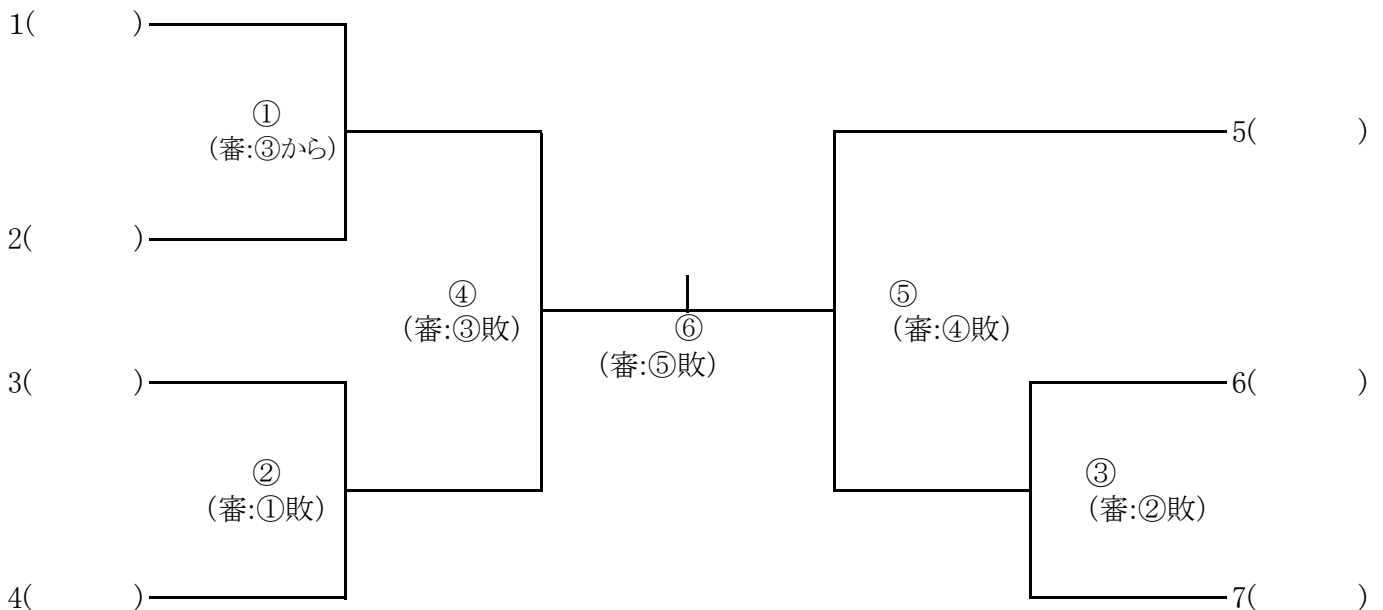 1(　　　)
①
(審:③から)
2(　　　)
3(　　　)
②
(審:①敗)
4(　　　)
④
(審:③敗)
⑥
(審:⑤敗)
⑤
(審:④敗)
5(　　　)
6(　　　)
③
(審:②敗)
7(　　　)